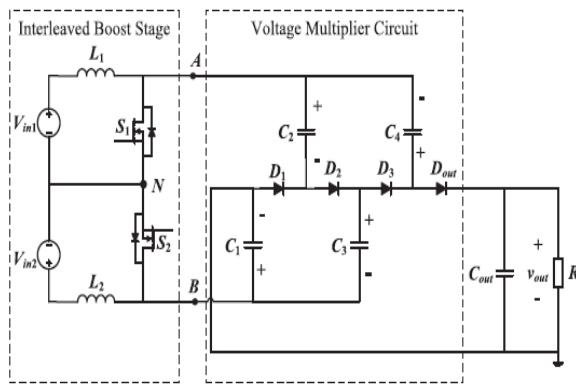 Interleaved Boost Stage
Voltage Multiplier Circuit
L1
A
Vin1
S1
C2
+
-
C4
-
+
D1
D2
D3
Dout
N
S2
C1
-
+
C3
+
-
Vin2
L2
B
Cout
+
vout
-
R